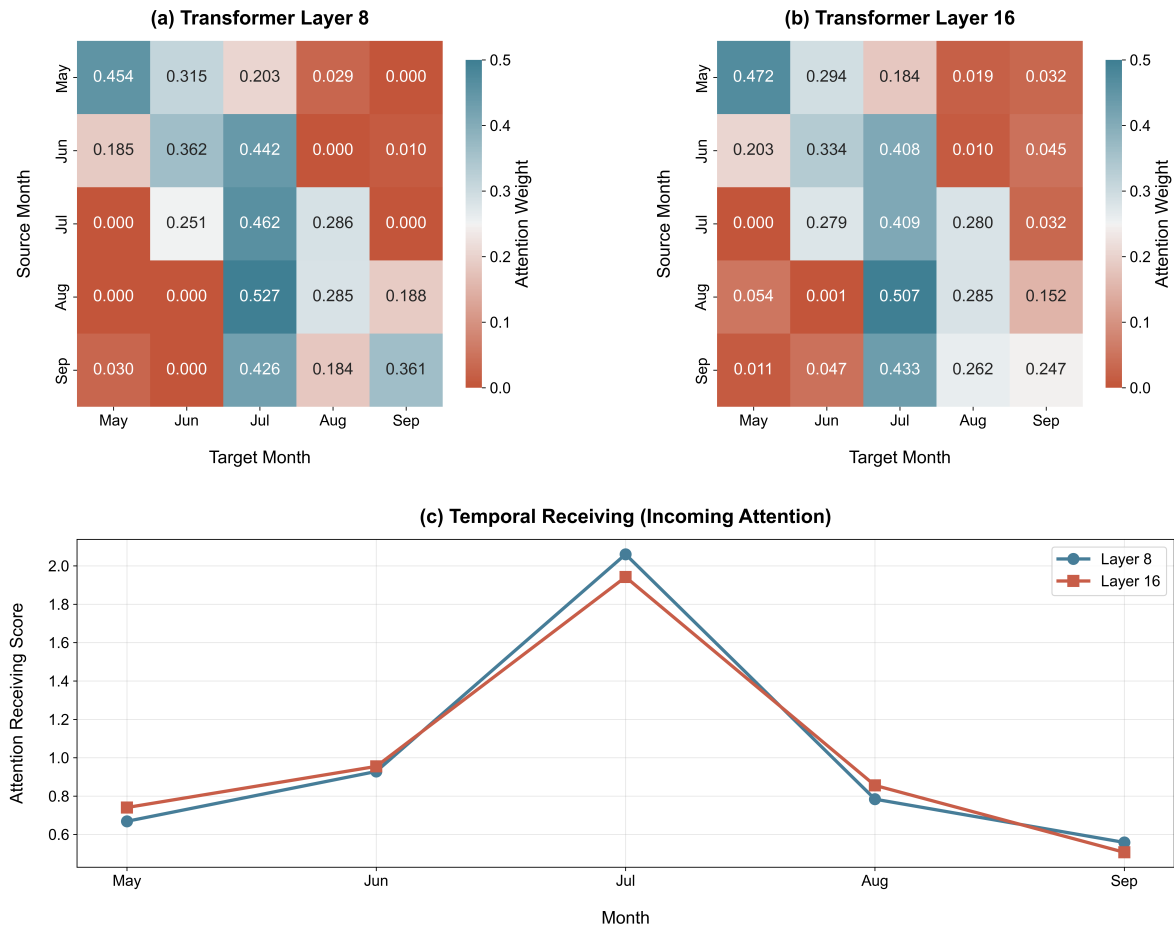 (a) Transformer Layer 8
May 0.454 0.315 0.203 0.029 0.000
Jun 0.185 0.362 0.442 0.000 0.010
Jul 0.000 0.251 0.462 0.286 0.000
Aug 0.000 0.000 0.527 0.285 0.188
Sep 0.030 0.000 0.426 0.184 0.361
May Jun Jul Aug Sep
Source Month
Target Month
0.5
0.4
0.3
0.2
0.1
0.0
Attention Weight
(b) Transformer Layer 16
May 0.472 0.294 0.184 0.019 0.032
Jun 0.203 0.334 0.408 0.010 0.045
Jul 0.000 0.279 0.409 0.280 0.032
Aug 0.054 0.001 0.507 0.285 0.152
Sep 0.011 0.047 0.433 0.262 0.247
May Jun Jul Aug Sep
Source Month
Target Month
0.5
0.4
0.3
0.2
0.1
0.0
Attention Weight
(c) Temporal Receiving (Incoming Attention)
Layer 8
Layer 16
2.0
1.8
1.6
1.4
1.2
1.0
0.8
0.6
Attention Receiving Score
May Jun Jul Aug Sep
Month